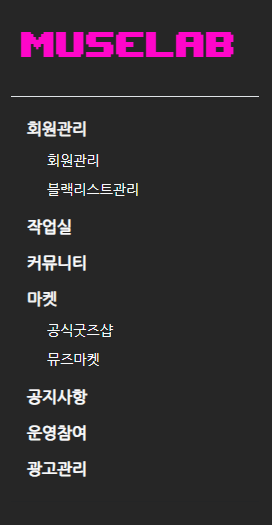 MUSELAB
회원관리
회원관리
블랙리스트관리
작업실
커뮤니티
마켓
공식굿즈샵
뮤즈마켓
공지사항
운영참여
광고관리